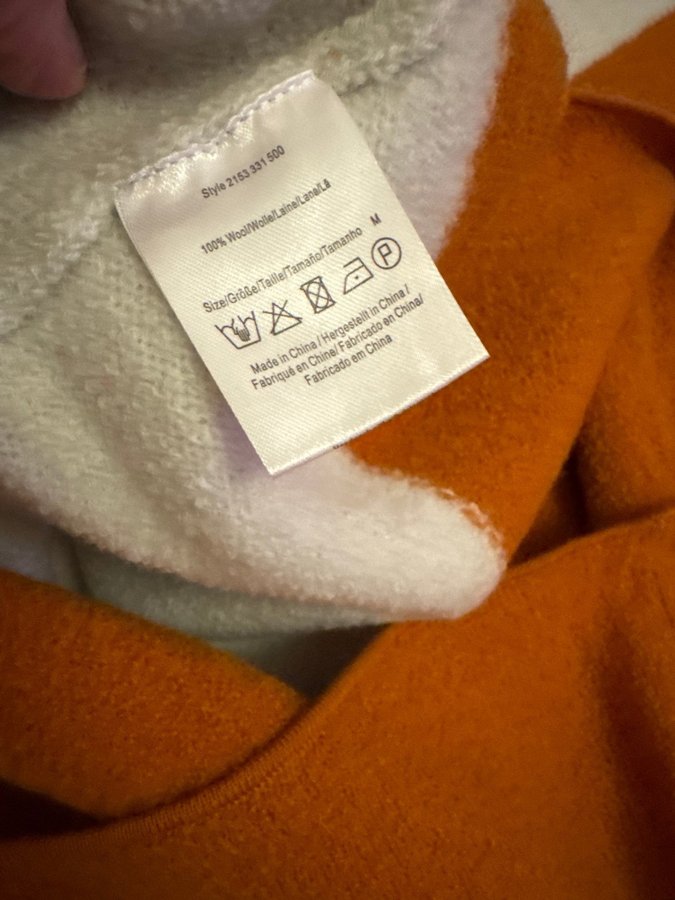 Style 2153 331 500
100% Wool/Wolle/Laine/Lana/Lã
Size/Größe/Taille/Tamaño/Tamanho M
P
Made in China / Hergestellt in China /
Fabriqué en Chine/ Fabricado en China/
Fabricado em China